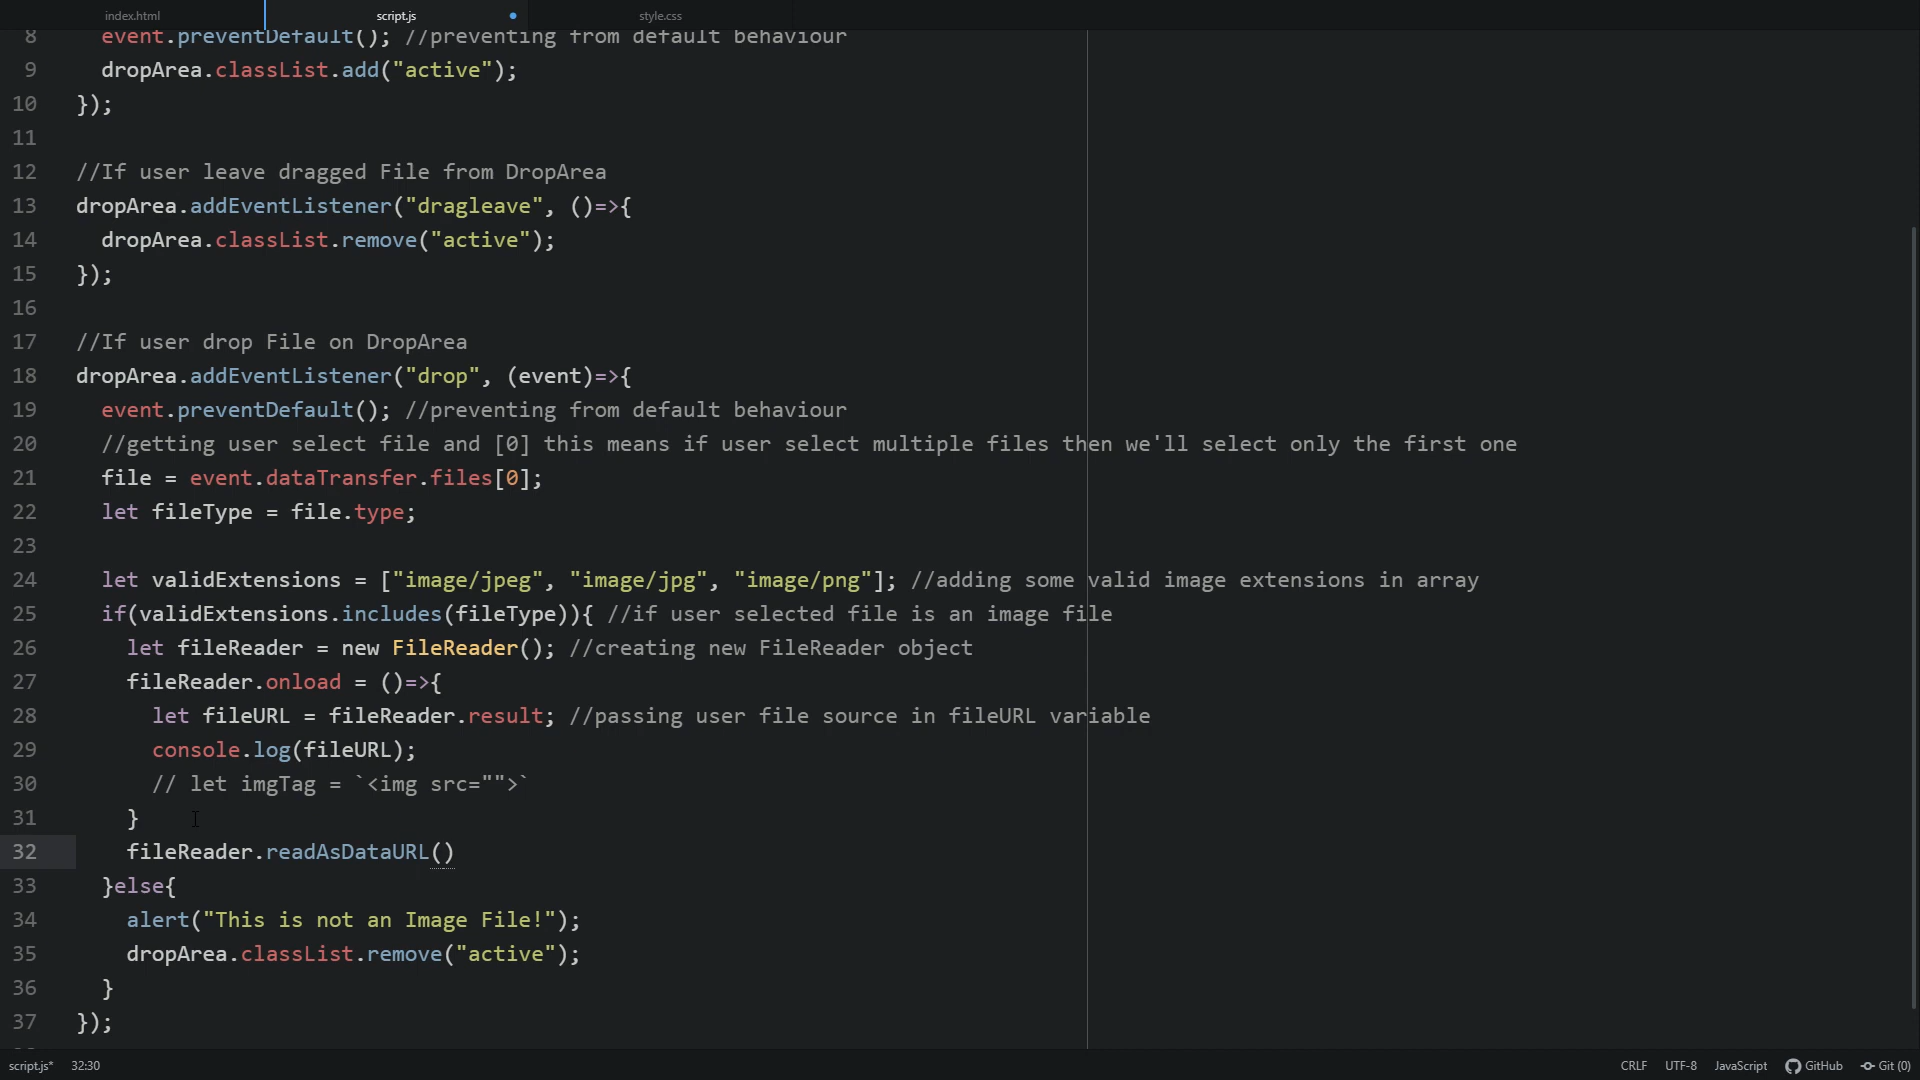 index.html script.js style.css
8 event.preventDefault(); //preventing from default behaviour
9 dropArea.classList.add("active");
10 });
11
12 //If user leave dragged File from DropArea
13 dropArea.addEventListener("dragleave", ()=>{
14 dropArea.classList.remove("active");
15 });
16
17 //If user drop File on DropArea
18 dropArea.addEventListener("drop", (event)=>{
19 event.preventDefault(); //preventing from default behaviour
20 //getting user select file and [0] this means if user select multiple files then we'll select only the first one
21 file = event.dataTransfer.files[0];
22 let fileType = file.type;
23
24 let validExtensions = ["image/jpeg", "image/jpg", "image/png"]; //adding some valid image extensions in array
25 if(validExtensions.includes(fileType)){ //if user selected file is an image file
26 let fileReader = new FileReader(); //creating new FileReader object
27 fileReader.onload = ()=>{
28 let fileURL = fileReader.result; //passing user file source in fileURL variable
29 console.log(fileURL);
30 // let imgTag = `<img src="">`
31 }
32 fileReader.readAsDataURL()
33 }else{
34 alert("This is not an Image File!");
35 dropArea.classList.remove("active");
36 }
37 });
script.js* 32:30 CRLF UTF-8 JavaScript GitHub Git (0)